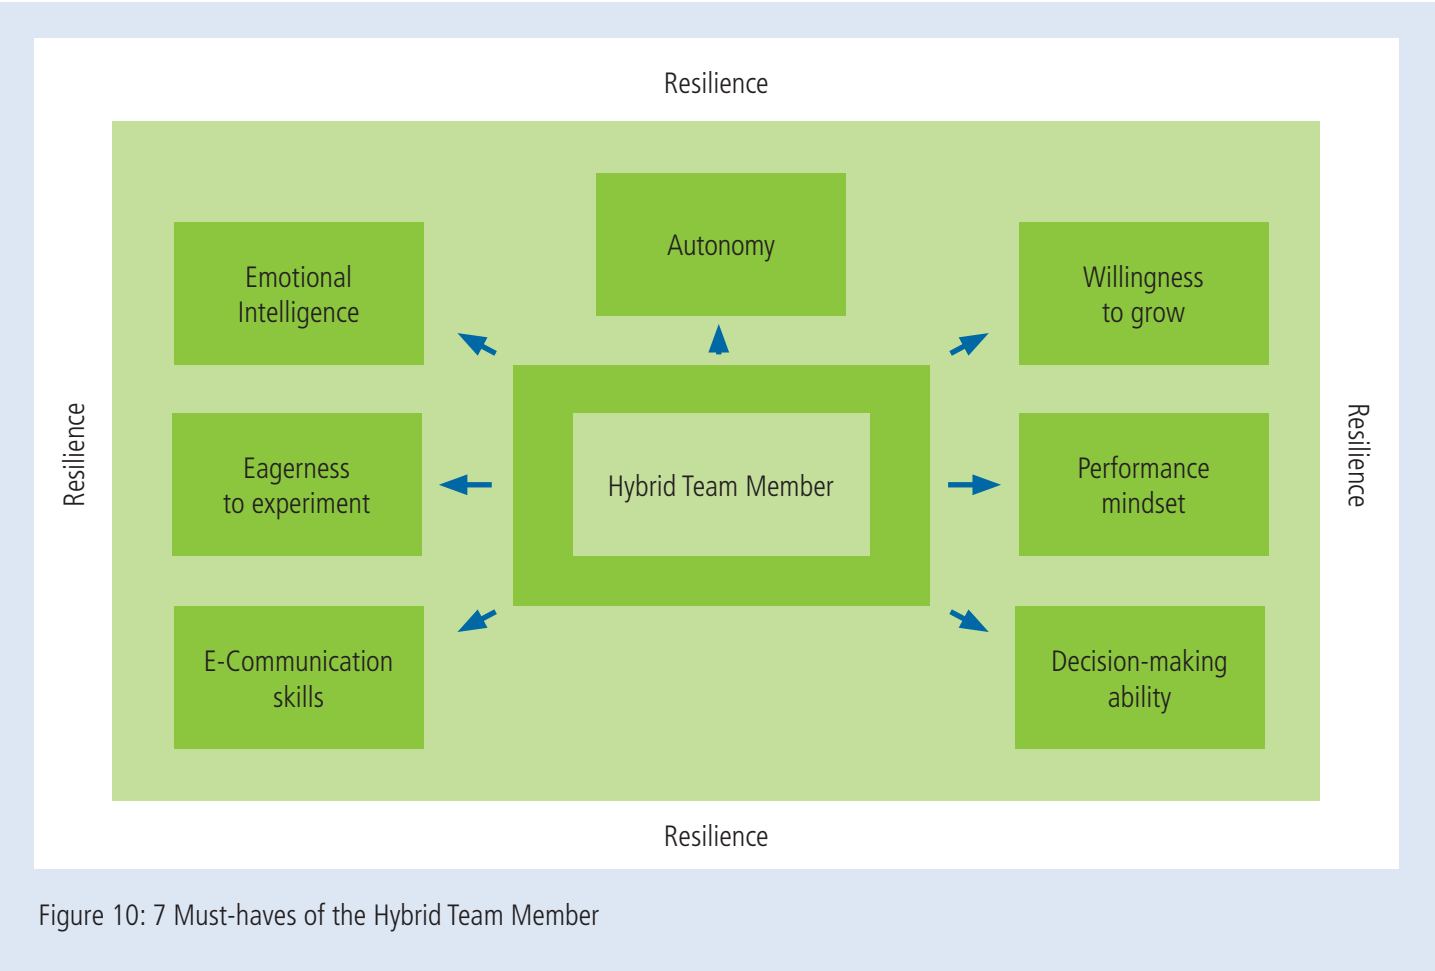 Resilience
Autonomy
Emotional
Intelligence
Willingness
to grow
Resilience
Eagerness
to experiment
Hybrid Team Member
Performance
mindset
Resilience
E-Communication
skills
Decision-making
ability
Resilience
Figure 10: 7 Must-haves of the Hybrid Team Member